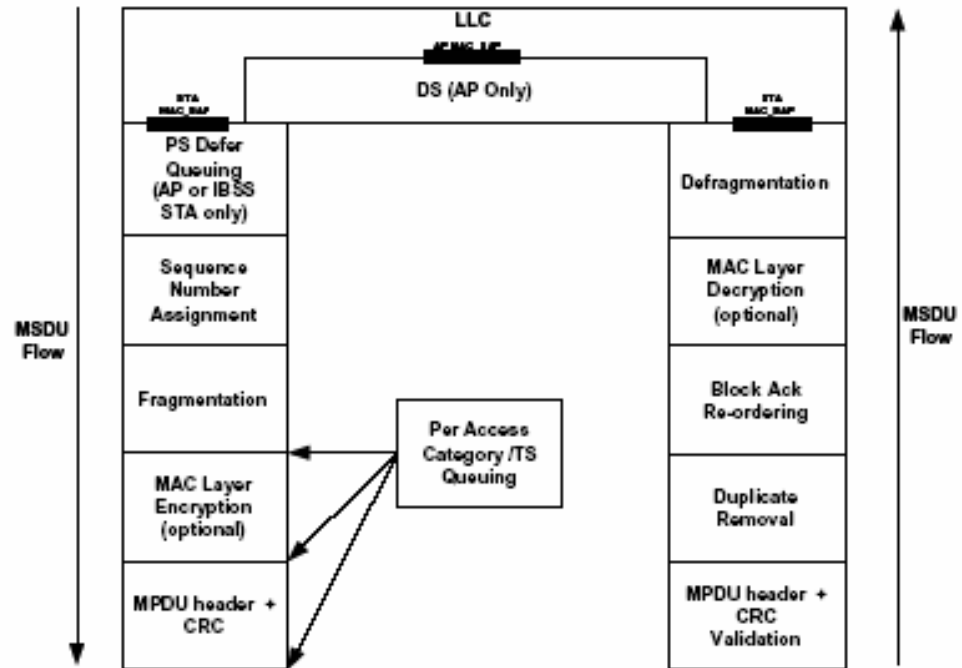 LLC
DS (AP Only)
STA
MAC_SAP
STA
MAC_SAP
PS Defer
Queuing
(AP or IBSS
STA only)
Sequence
Number
Assignment
Fragmentation
MAC Layer
Encryption
(optional)
MPDU header +
CRC
MSDU
Flow
Per Access
Category /TS
Queuing
Defragmentation
MAC Layer
Decryption
(optional)
Block Ack
Re-ordering
Duplicate
Removal
MPDU header +
CRC
Validation
MSDU
Flow